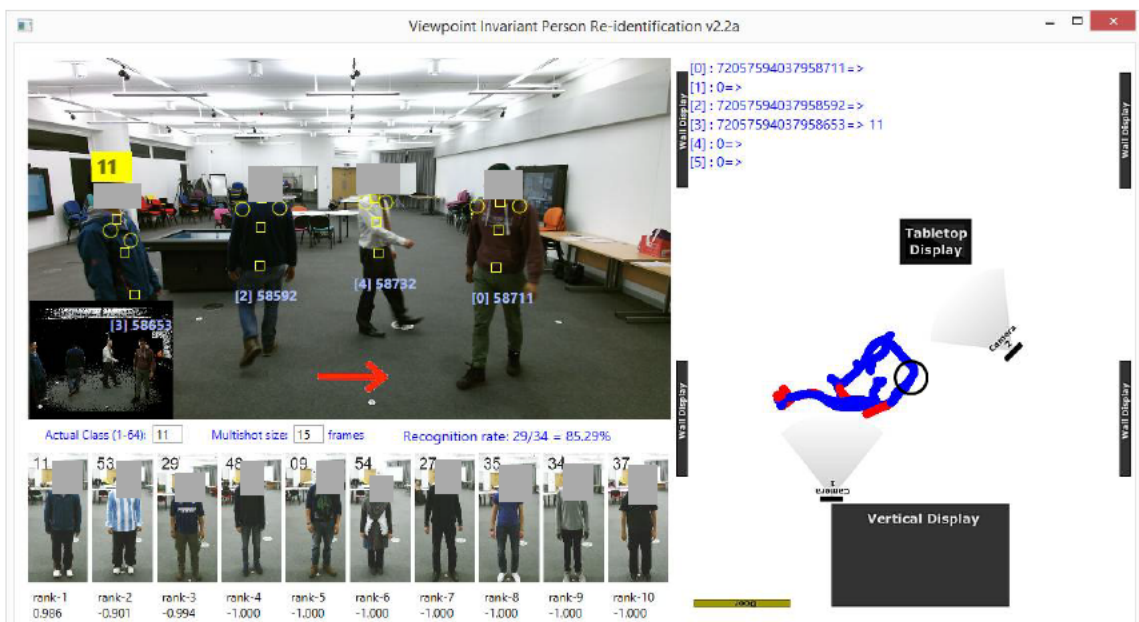 Viewpoint Invariant Person Re-identification v2.2a
[0] : 72057594037958711=>
[1] : 0=>
[2] : 72057594037958592=>
[3] : 72057594037958653=> 11
[4] : 0=>
[5] : 0=>
Wall Display
Wall Display
11
[2] 58592
[4] 58732
[0] 58711
[3] 58653
Tabletop
Display
Camera
2
Wall Display
Wall Display
Camera
1
Vertical Display
Door
Actual Class (1-64): 11 Multishot size: 15 frames Recognition rate: 29/34 = 85.29%
11 53 29 48 09 54 27 35 34 37
rank-1 rank-2 rank-3 rank-4 rank-5 rank-6 rank-7 rank-8 rank-9 rank-10
0.986 -0.901 -0.994 -1.000 -1.000 -1.000 -1.000 -1.000 -1.000 -1.000